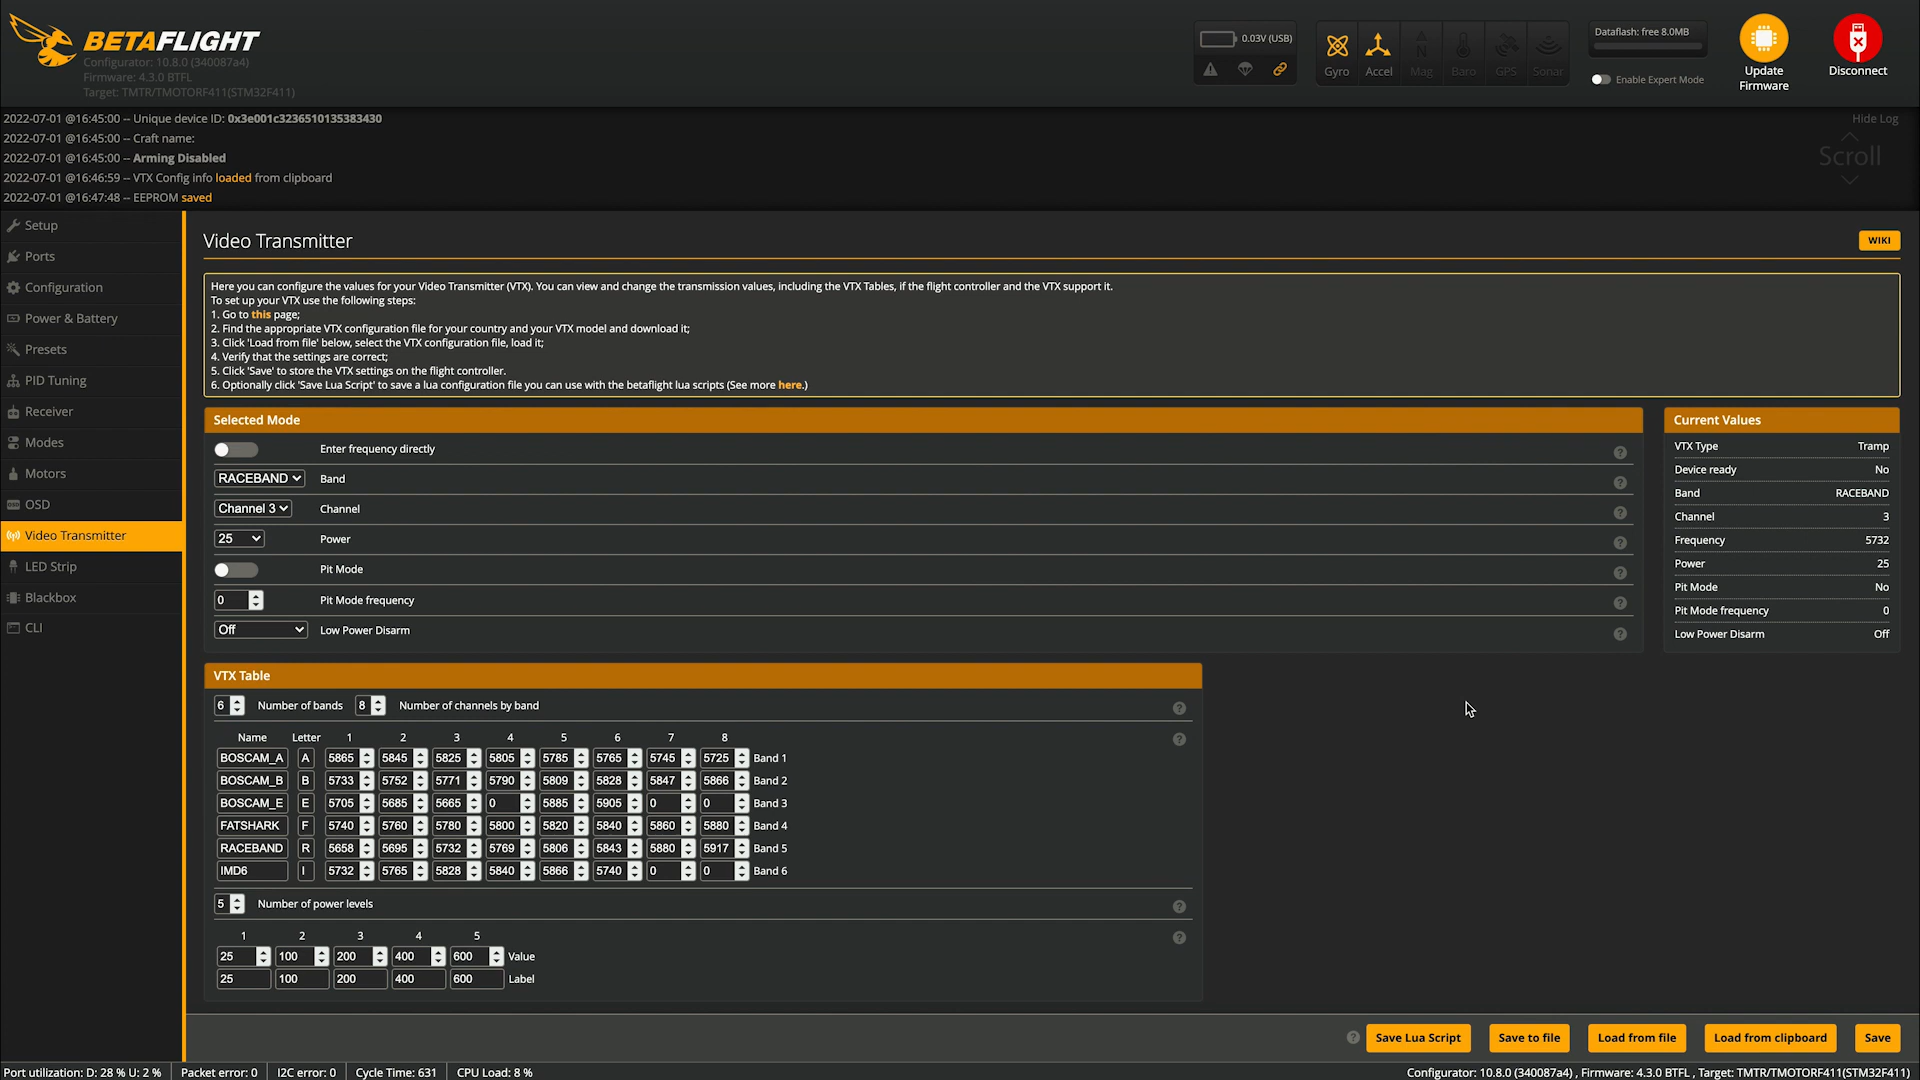 BETAFLIGHT
Configurator: 10.8.0 (340087a4)
Firmware: 4.3.0 BTFL
Target: TMTR/TMOTORF411(STM32F411)
0.03V (USB)
Gyro Accel Mag Baro GPS Sonar
Dataflash: free 8.0MB
Enable Expert Mode
Update Firmware
Disconnect
2022-07-01 @16:45:00 -- Unique device ID: 0x3e001c3236510135383430
2022-07-01 @16:45:00 -- Craft name:
2022-07-01 @16:45:00 -- Arming Disabled
2022-07-01 @16:46:59 -- VTX Config info loaded from clipboard
2022-07-01 @16:47:48 -- EEPROM saved
Hide Log
Scroll
Setup
Ports
Configuration
Power & Battery
Presets
PID Tuning
Receiver
Modes
Motors
OSD
Video Transmitter
LED Strip
Blackbox
CLI
Video Transmitter
WIKI
Here you can configure the values for your Video Transmitter (VTX). You can view and change the transmission values, including the VTX Tables, if the flight controller and the VTX support it.
To set up your VTX use the following steps:
1. Go to this page;
2. Find the appropriate VTX configuration file for your country and your VTX model and download it;
3. Click 'Load from file' below, select the VTX configuration file, load it;
4. Verify that the settings are correct;
5. Click 'Save' to store the VTX settings on the flight controller.
6. Optionally click 'Save Lua Script' to save a lua configuration file you can use with the betaflight lua scripts (See more here.)
Selected Mode
Enter frequency directly
RACEBAND Band
Channel 3 Channel
25 Power
Pit Mode
0 Pit Mode frequency
Off Low Power Disarm
Current Values
VTX Type Tramp
Device ready No
Band RACEBAND
Channel 3
Frequency 5732
Power 25
Pit Mode No
Pit Mode frequency 0
Low Power Disarm Off
VTX Table
6 Number of bands 8 Number of channels by band
Name Letter 1 2 3 4 5 6 7 8
BOSCAM_A A 5865 5845 5825 5805 5785 5765 5745 5725 Band 1
BOSCAM_B B 5733 5752 5771 5790 5809 5828 5847 5866 Band 2
BOSCAM_E E 5705 5685 5665 0 5885 5905 0 0 Band 3
FATSHARK F 5740 5760 5780 5800 5820 5840 5860 5880 Band 4
RACEBAND R 5658 5695 5732 5769 5806 5843 5880 5917 Band 5
IMD6 I 5732 5765 5828 5840 5866 5740 0 0 Band 6
5 Number of power levels
1 2 3 4 5
25 100 200 400 600 Value
25 100 200 400 600 Label
Save Lua Script Save to file Load from file Load from clipboard Save
Port utilization: D: 28 % U: 2 % Packet error: 0 I2C error: 0 Cycle Time: 631 CPU Load: 8 % Configurator: 10.8.0 (340087a4) , Firmware: 4.3.0 BTFL , Target: TMTR/TMOTORF411(STM32F411)